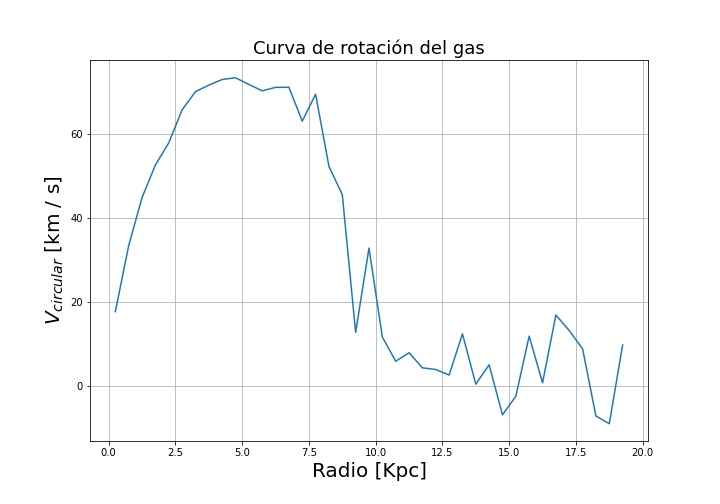 Curva de rotación del gas
V_circular [km / s]
60
40
20
0
0.0 2.5 5.0 7.5 10.0 12.5 15.0 17.5 20.0
Radio [Kpc]